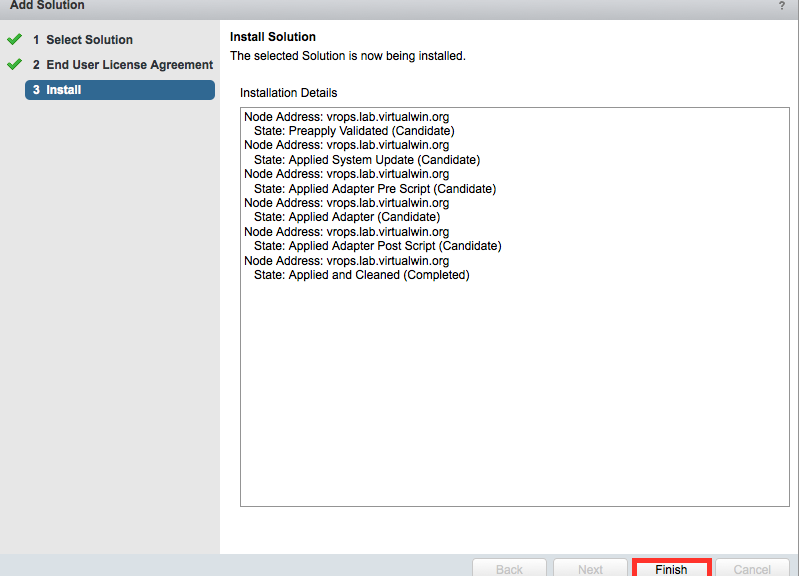 Add Solution
?
1 Select Solution
2 End User License Agreement
3 Install
Install Solution
The selected Solution is now being installed.
Installation Details
Node Address: vrops.lab.virtualwin.org
State: Preapply Validated (Candidate)
Node Address: vrops.lab.virtualwin.org
State: Applied System Update (Candidate)
Node Address: vrops.lab.virtualwin.org
State: Applied Adapter Pre Script (Candidate)
Node Address: vrops.lab.virtualwin.org
State: Applied Adapter (Candidate)
Node Address: vrops.lab.virtualwin.org
State: Applied Adapter Post Script (Candidate)
Node Address: vrops.lab.virtualwin.org
State: Applied and Cleaned (Completed)
Back
Next
Finish
Cancel